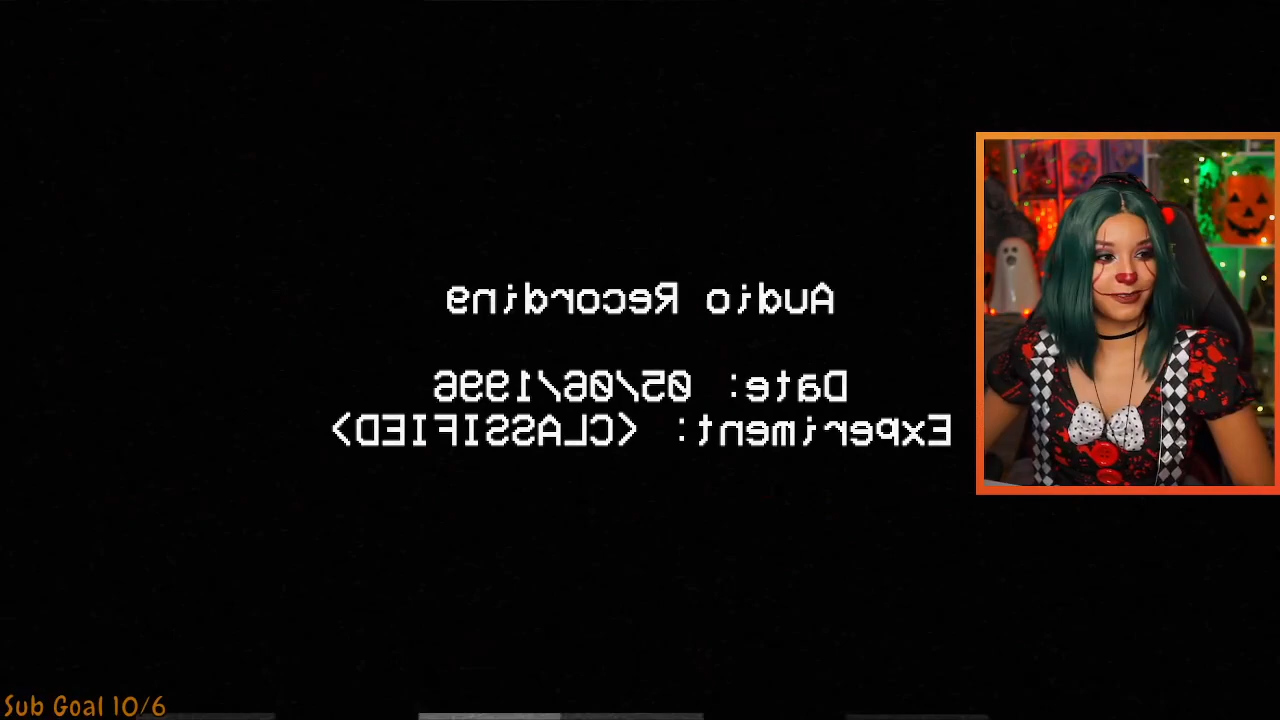 Audio Recording
Date: 05/06/1996
Experiment: <CLASSIFIED>
Sub Goal 10/6